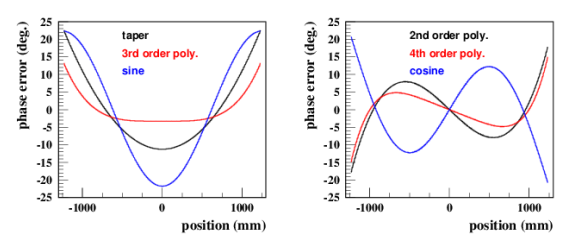 phase error (deg.)
25
20
15
10
5
0
-5
-10
-15
-20
-25
taper
3rd order poly.
sine
-1000 0 1000
position (mm)
phase error (deg.)
25
20
15
10
5
0
-5
-10
-15
-20
-25
2nd order poly.
4th order poly.
cosine
-1000 0 1000
position (mm)